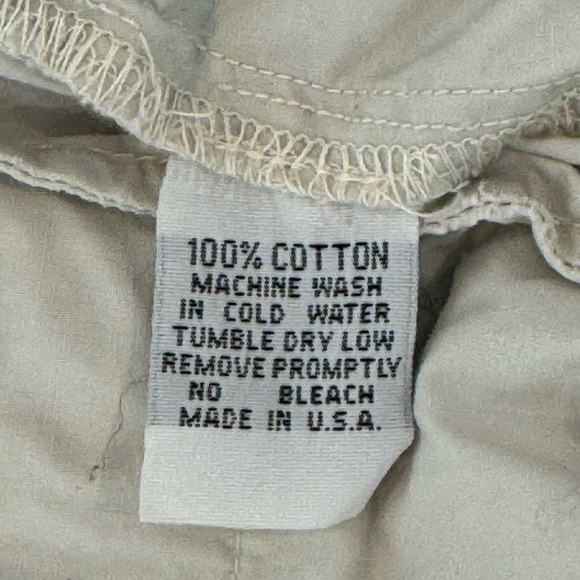 100% COTTON
MACHINE WASH
IN COLD WATER
TUMBLE DRY LOW
REMOVE PROMPTLY
NO BLEACH
MADE IN U.S.A.